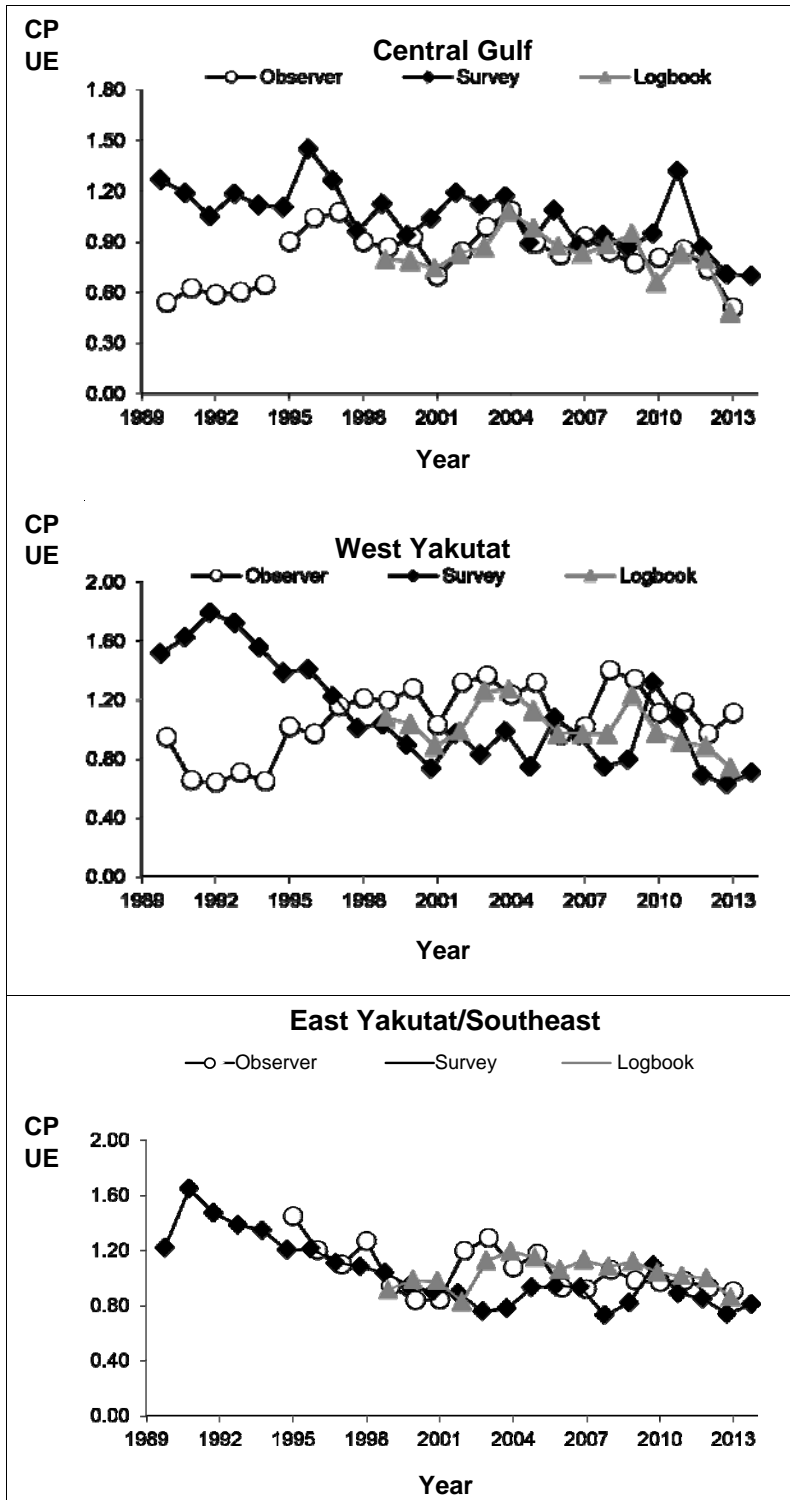 CP
UE
Central Gulf
Observer Survey Logbook
1.80
1.50
1.20
0.90
0.60
0.30
0.00
1989 1992 1995 1998 2001 2004 2007 2010 2013
Year
CP
UE
West Yakutat
Observer Survey Logbook
2.00
1.60
1.20
0.80
0.40
0.00
1989 1992 1995 1998 2001 2004 2007 2010 2013
Year
East Yakutat/Southeast
Observer Survey Logbook
CP
UE
2.00
1.60
1.20
0.80
0.40
0.00
1989 1992 1995 1998 2001 2004 2007 2010 2013
Year